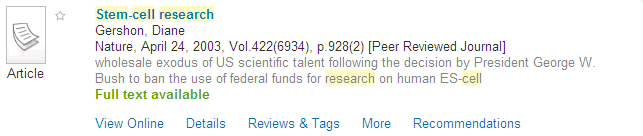 Stem-cell research
Gershon, Diane
Nature, April 24, 2003, Vol.422(6934), p.928(2) [Peer Reviewed Journal]
Article
wholesale exodus of US scientific talent following the decision by President George W.
Bush to ban the use of federal funds for research on human ES-cell
Full text available
View Online Details Reviews & Tags More Recommendations